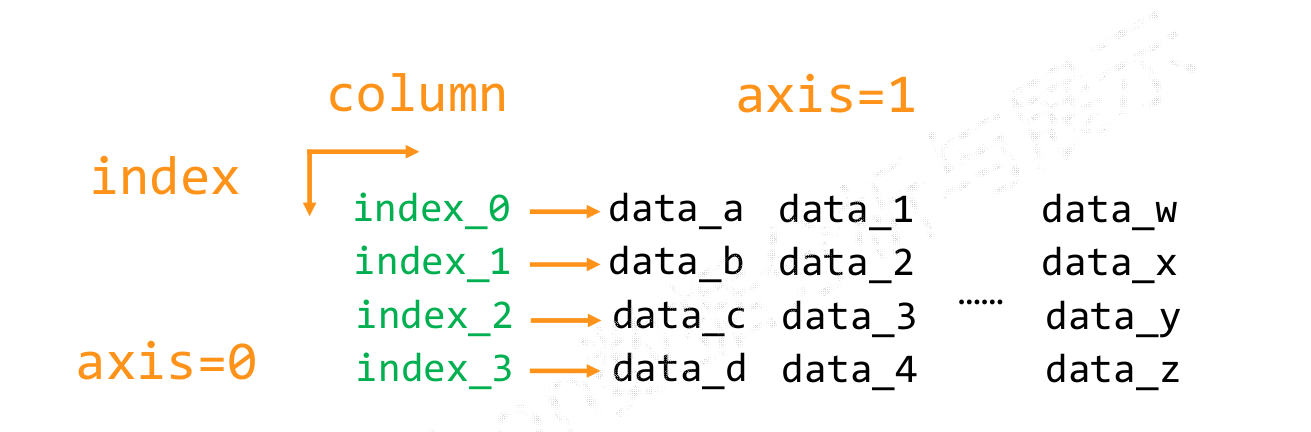 column axis=1
index
index_0 data_a data_1 data_w
index_1 data_b data_2 data_x
index_2 data_c data_3 …… data_y
axis=0
index_3 data_d data_4 data_z